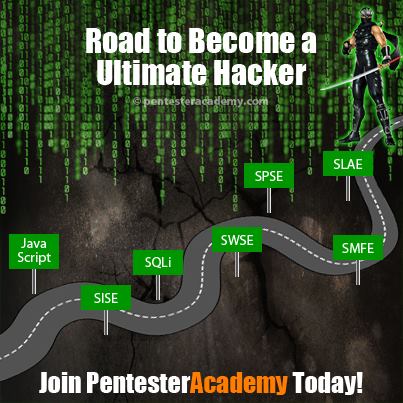 Road to Become a
Ultimate Hacker
© pentesteracademy.com
SLAE
SPSE
Java
Script
SWSE
SMFE
SQLi
SISE
Join PentesterAcademy Today!